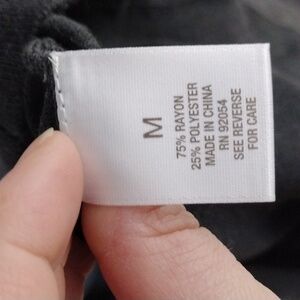 M
75% RAYON
25% POLYESTER
MADE IN CHINA
RN 92054
SEE REVERSE
FOR CARE